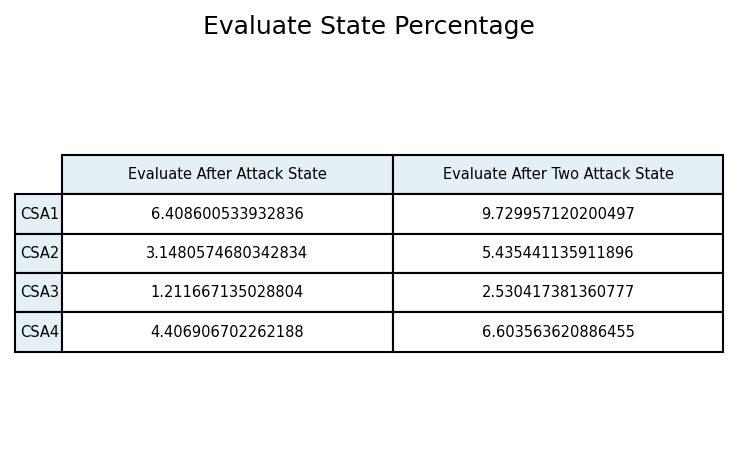 Evaluate State Percentage
Evaluate After Attack State Evaluate After Two Attack State
CSA1 6.408600533932836 9.729957120200497
CSA2 3.1480574680342834 5.435441135911896
CSA3 1.211667135028804 2.530417381360777
CSA4 4.406906702262188 6.603563620886455